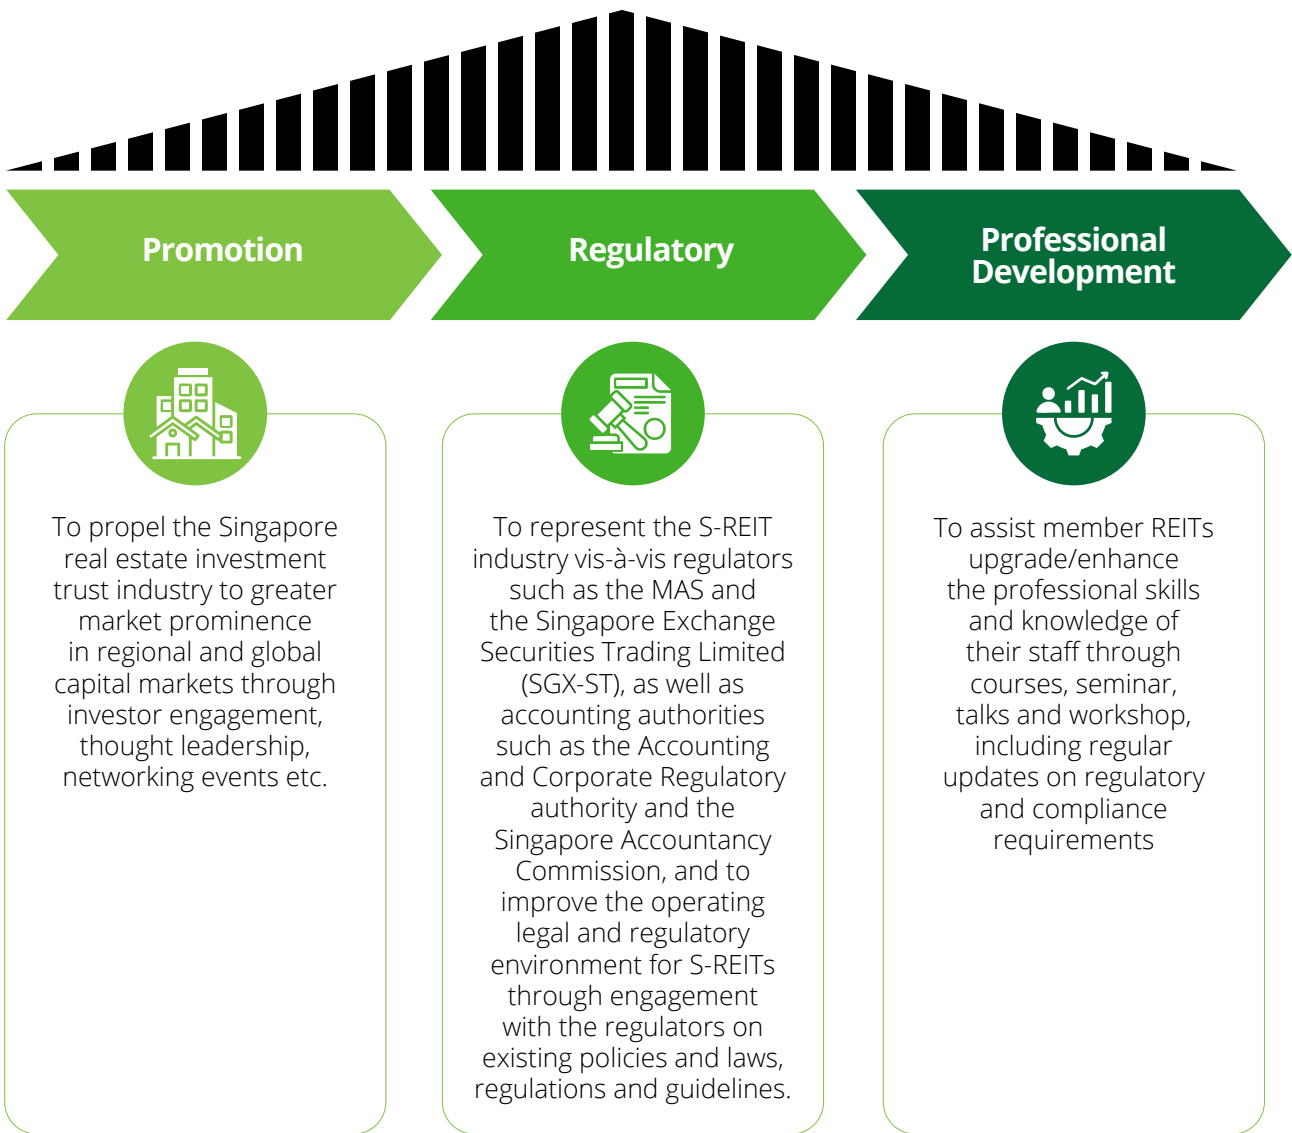 Promotion
Regulatory
Professional
Development
To propel the Singapore
real estate investment
trust industry to greater
market prominence
in regional and global
capital markets through
investor engagement,
thought leadership,
networking events etc.
To represent the S-REIT
industry vis-à-vis regulators
such as the MAS and
the Singapore Exchange
Securities Trading Limited
(SGX-ST), as well as
accounting authorities
such as the Accounting
and Corporate Regulatory
authority and the
Singapore Accountancy
Commission, and to
improve the operating
legal and regulatory
environment for S-REITs
through engagement
with the regulators on
existing policies and laws,
regulations and guidelines.
To assist member REITs
upgrade/enhance
the professional skills
and knowledge of
their staff through
courses, seminar,
talks and workshop,
including regular
updates on regulatory
and compliance
requirements